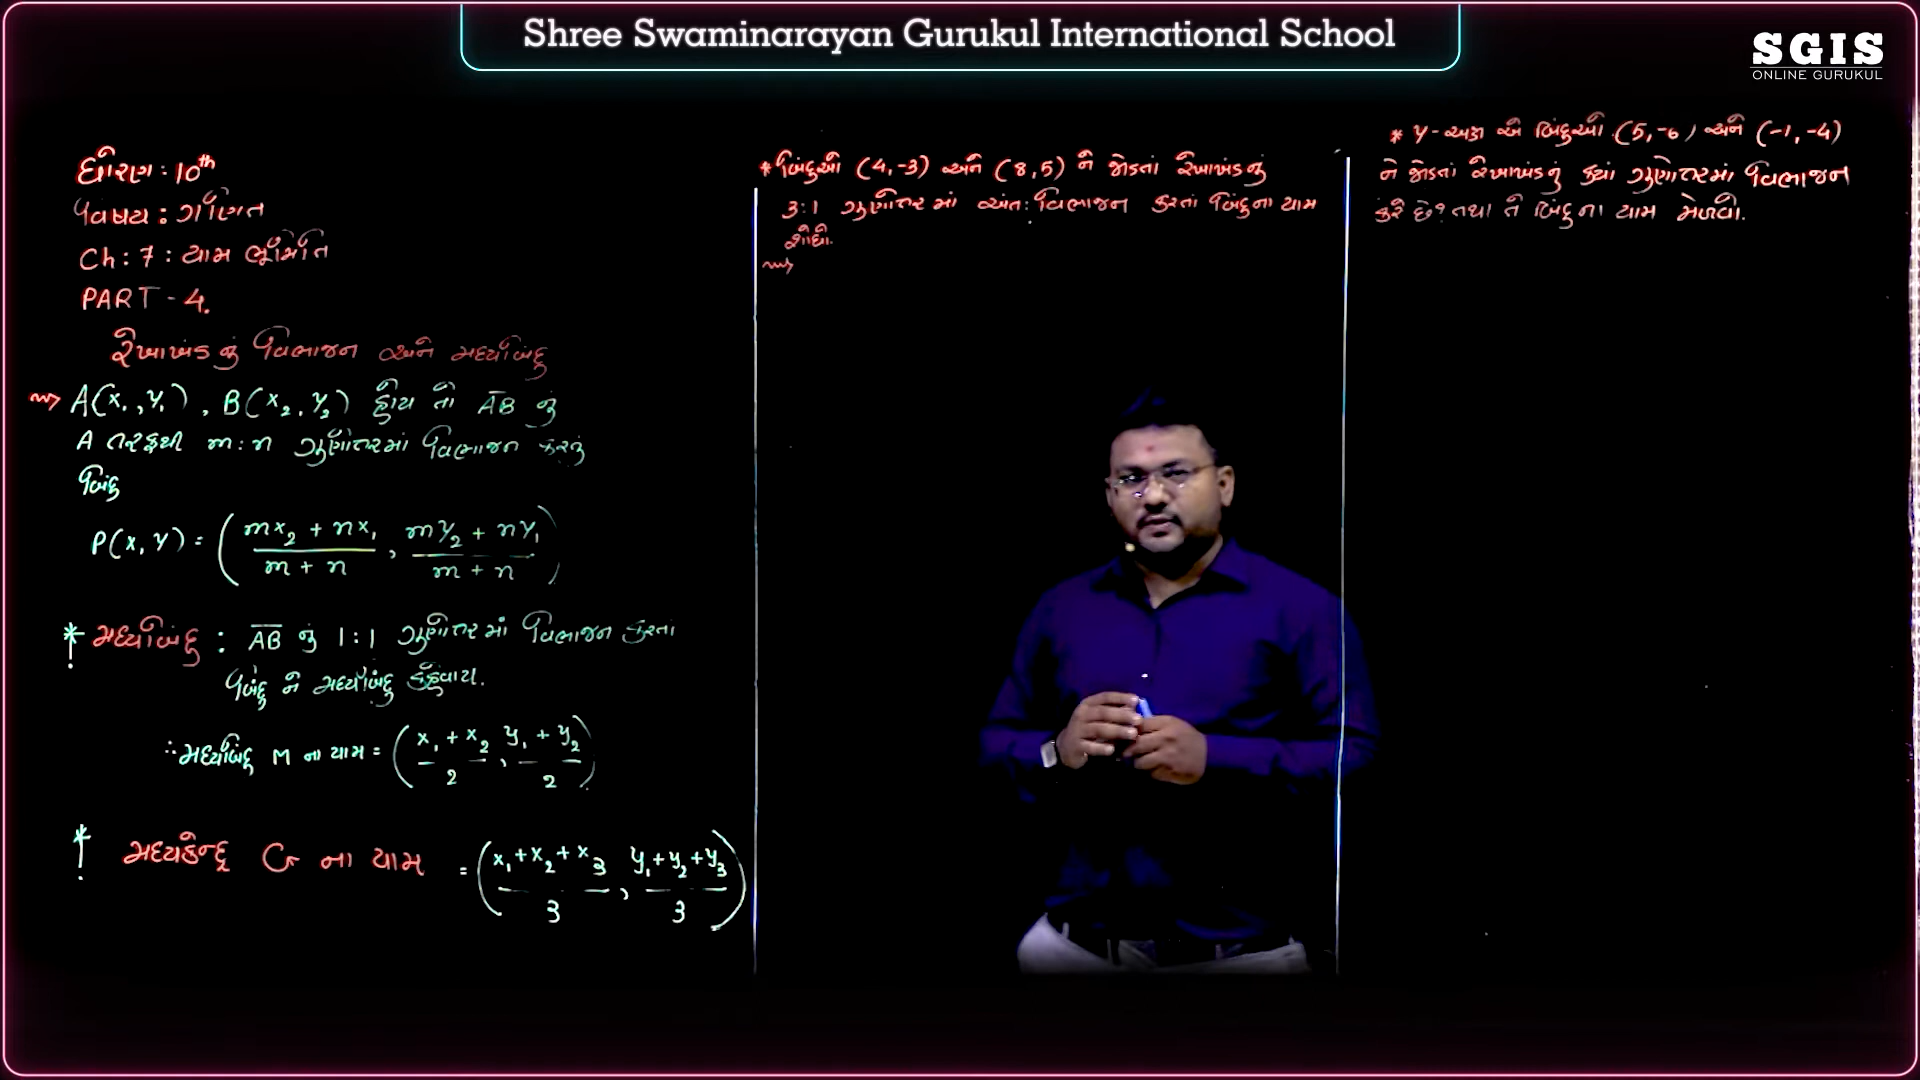 Shree Swaminarayan Gurukul International School
SGIS
ONLINE GURUKUL
ધોરણ : 10th
વિષય : ગણિત
Ch : 7 : યામ ભૂમિતિ
PART - 4.
રેખાખંડનું વિભાજન અને મધ્યબિંદુ
A(x₁, y₁), B(x₂, y₂) હોય તો AB નું
A તરફથી m : n ગુણોત્તરમાં વિભાજન કરતું
બિંદુ
P(x, y) = ( (mx₂ + nx₁)/(m + n) , (my₂ + ny₁)/(m + n) )
* મધ્યબિંદુ : AB નું 1 : 1 ગુણોત્તરમાં વિભાજન કરતાં
બિંદુ ને મધ્યબિંદુ કહેવાય.
∴ મધ્યબિંદુ M ના યામ = ( (x₁ + x₂)/2 , (y₁ + y₂)/2 )
* મધ્યકેન્દ્ર G ના યામ = ( (x₁+x₂+x₃)/3 , (y₁+y₂+y₃)/3 )
* બિંદુઓ (4, -3) અને (8, 5) ને જોડતાં રેખાખંડનું
3 : 1 ગુણોત્તરમાં અંત: વિભાજન કરતાં બિંદુના યામ
શોધો.
* y - અક્ષ એ બિંદુઓ (5, -6) અને (-1, -4)
ને જોડતાં રેખાખંડનું કયાં ગુણોત્તરમાં વિભાજન
કરે છે? તથા તે બિંદુના યામ મેળવો.